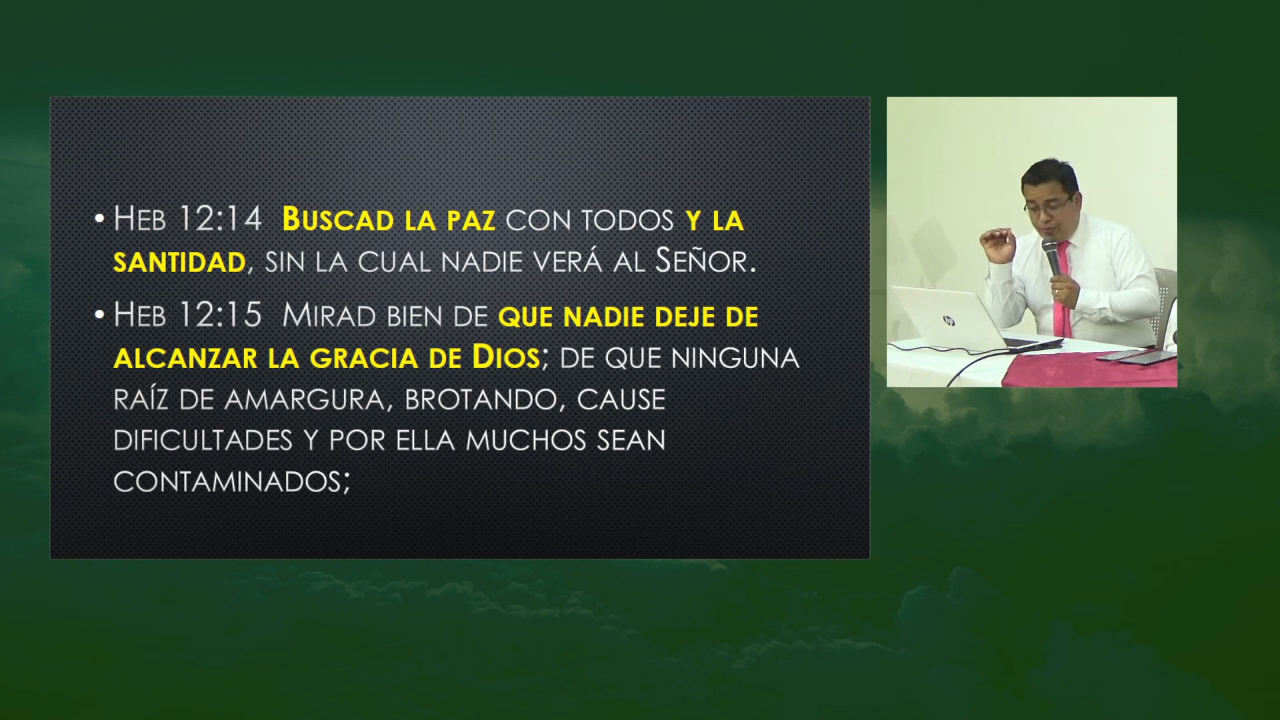 • Heb 12:14 Buscad la paz con todos y la
santidad, sin la cual nadie verá al Señor.
• Heb 12:15 Mirad bien de que nadie deje de
alcanzar la gracia de Dios; de que ninguna
raíz de amargura, brotando, cause
dificultades y por ella muchos sean
contaminados;
hp